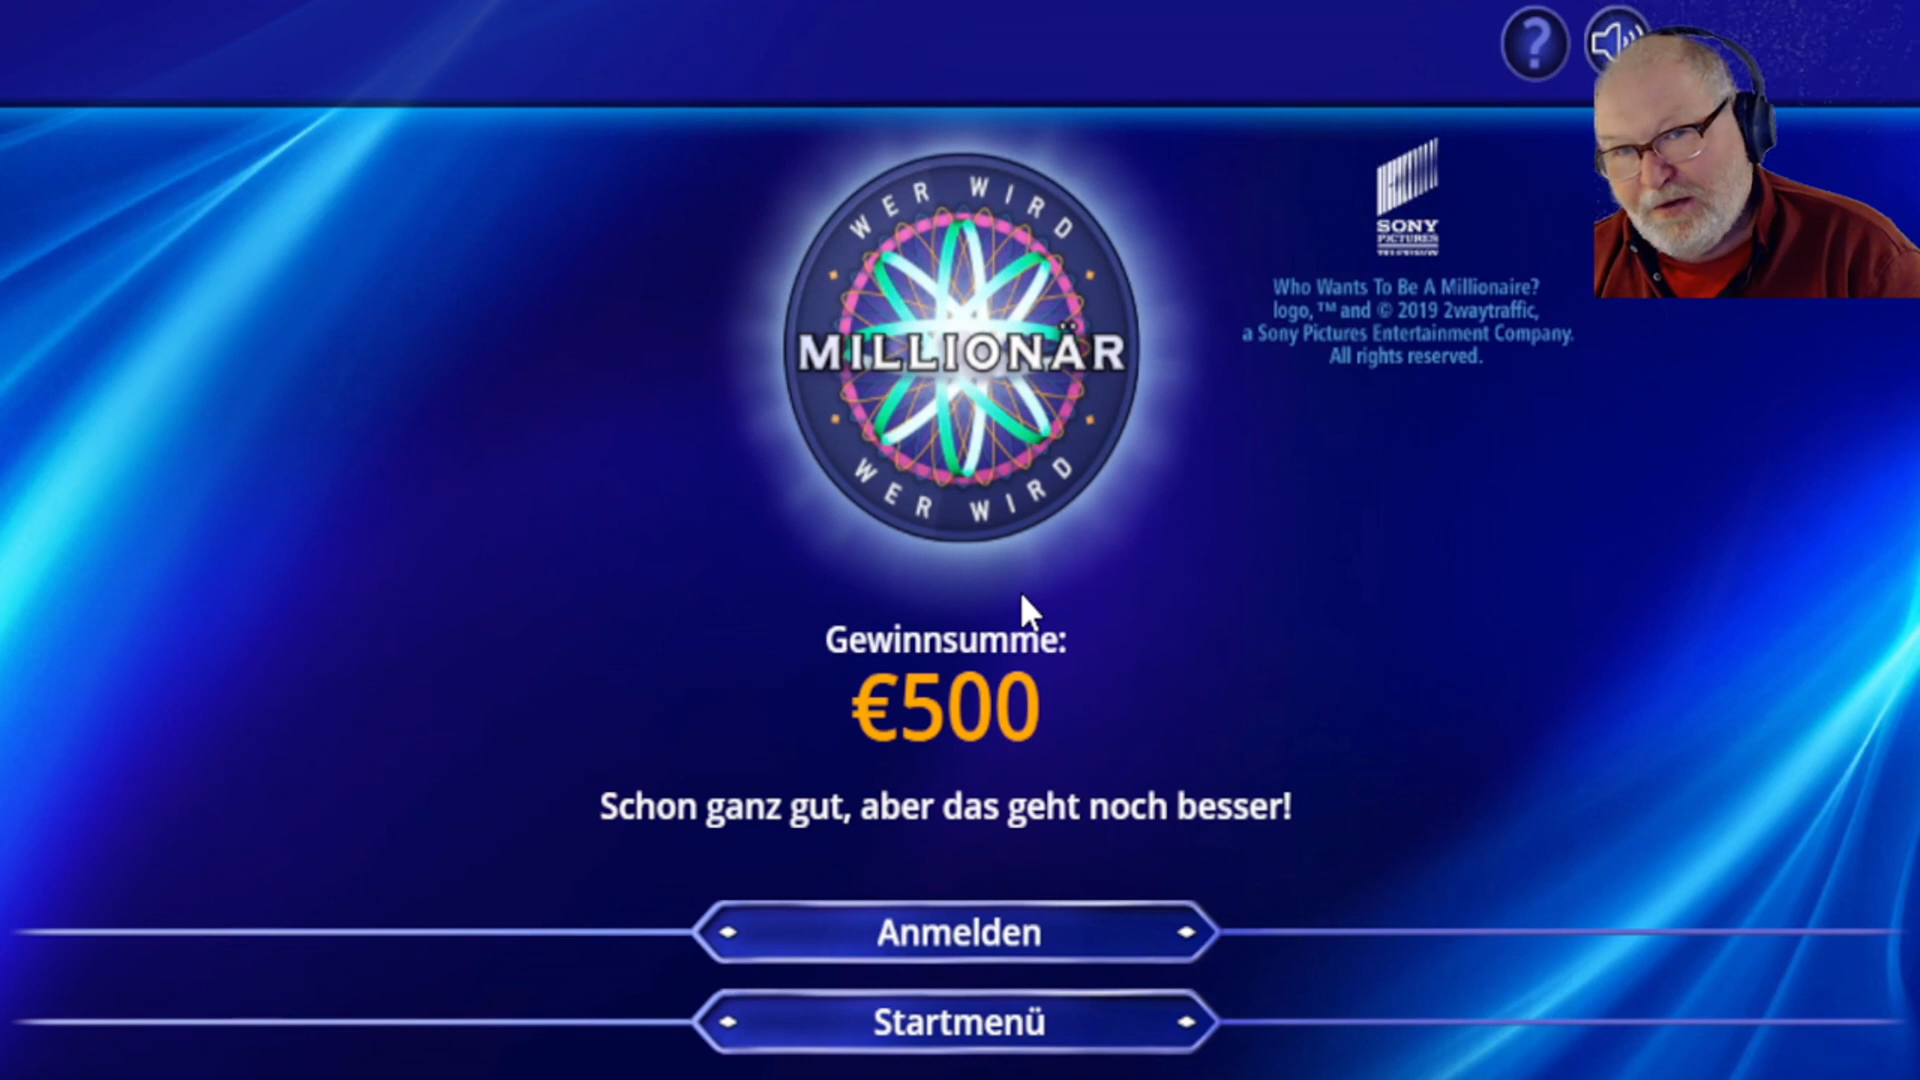 ?
WER WIRD
MILLIONÄR
WER WIRD
SONY
PICTURES
TELEVISION
Who Wants To Be A Millionaire?
logo,™ and © 2019 2waytraffic,
a Sony Pictures Entertainment Company.
All rights reserved.
Gewinnsumme:
€500
Schon ganz gut, aber das geht noch besser!
Anmelden
Startmenü